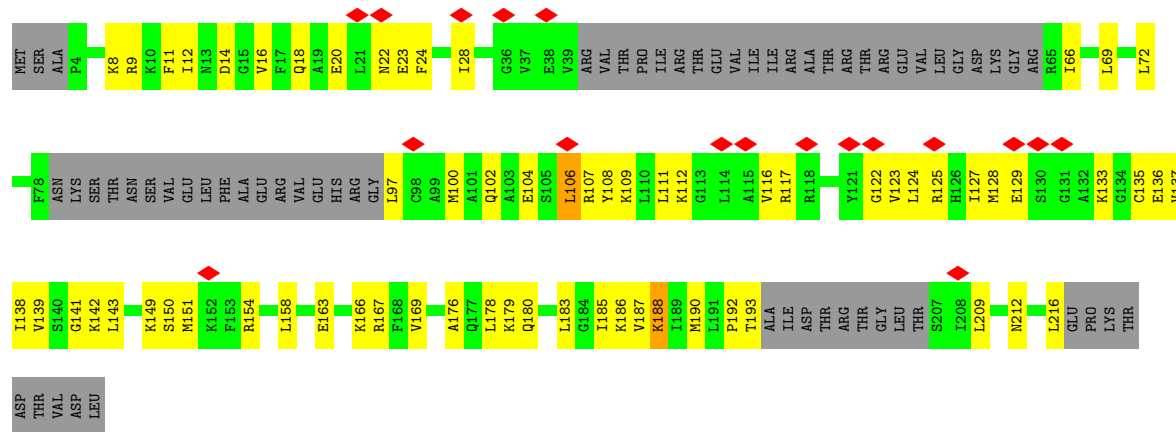 MET SER ALA P4 K8 R9 K10 F11 I12 N13 D14 G15 V16 F17 Q18 A19 E20 L21 N22 E23 F24 I28 G36 V37 E38 V39 ARG VAL THR PRO ILE ARG THR GLU VAL ILE ILE ARG ALA THR ARG THR ARG GLU VAL LEU GLY ASP LYS GLY ARG R65 I66 L69 L72
F78 ASN LYS SER THR ASN SER VAL GLU LEU PHE ALA GLU ARG VAL GLU HIS ARG GLY L97 C98 A99 M100 A101 Q102 A103 E104 S105 L106 R107 Y108 K109 L110 L111 K112 G113 L114 A115 V116 R117 R118 Y121 G122 V123 L124 R125 H126 I127 M128 E129 S130 G131 A132 K133 G134 C135 E136 V137
I138 V139 S140 G141 K142 L143 K149 S150 M151 K152 F153 R154 L158 E163 K166 R167 F168 V169 A176 Q177 L178 K179 Q180 L183 G184 I185 K186 V187 K188 I189 M190 L191 P192 T193 ALA ILE ASP THR ARG THR GLY LEU THR S207 I208 L209 N212 L216 GLU PRO LYS THR
ASP THR VAL ASP LEU